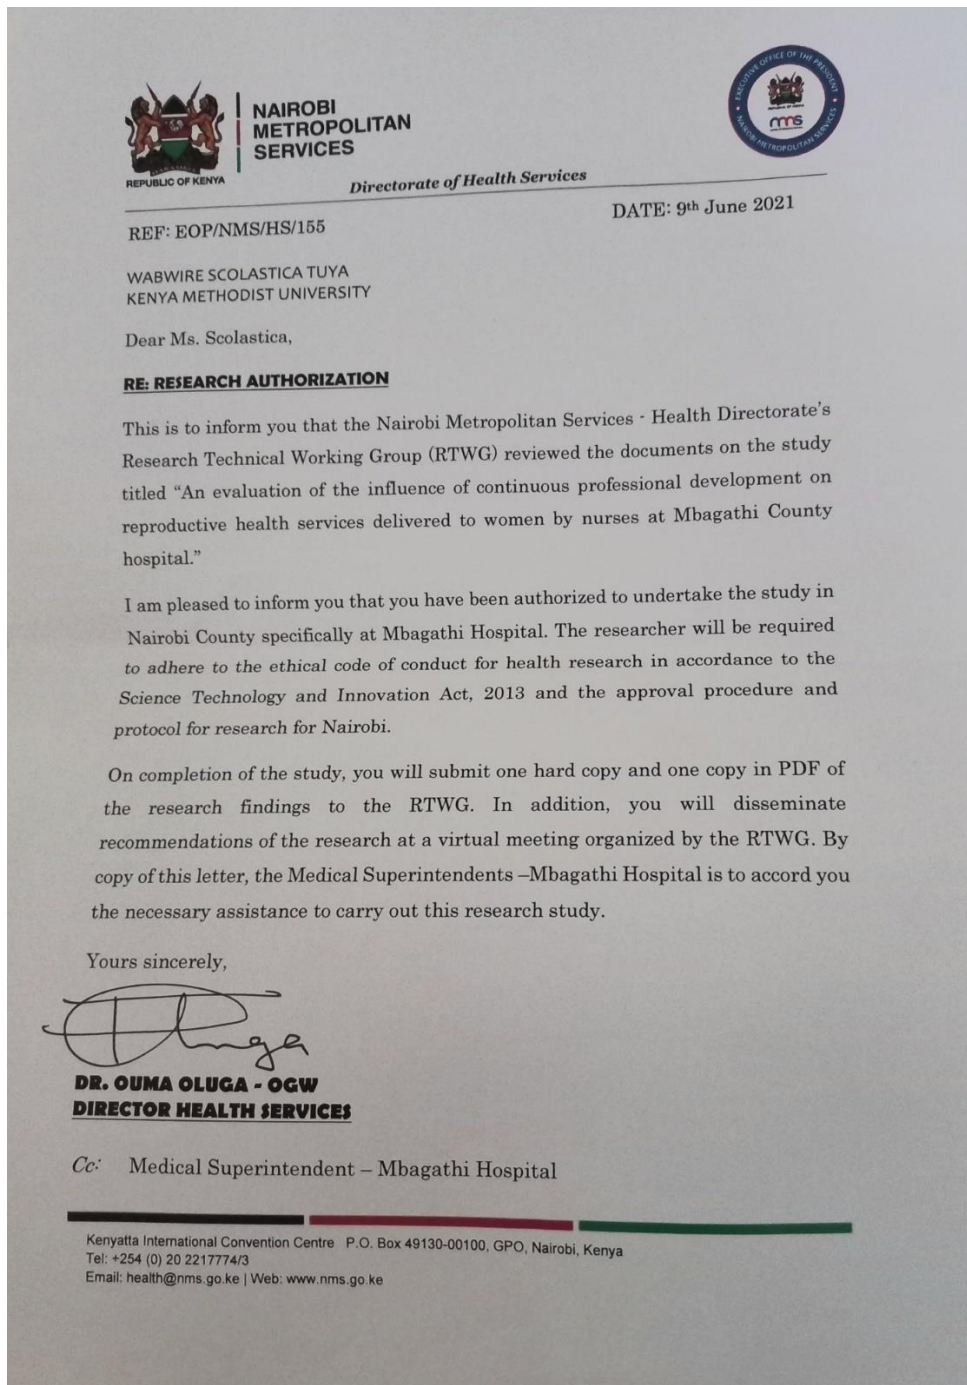 NAIROBI
METROPOLITAN
SERVICES
REPUBLIC OF KENYA
EXECUTIVE OFFICE OF THE PRESIDENT
NAIROBI METROPOLITAN SERVICES
nms
Directorate of Health Services
REF: EOP/NMS/HS/155
DATE: 9th June 2021
WABWIRE SCOLASTICA TUYA
KENYA METHODIST UNIVERSITY
Dear Ms. Scolastica,
RE: RESEARCH AUTHORIZATION
This is to inform you that the Nairobi Metropolitan Services - Health Directorate's
Research Technical Working Group (RTWG) reviewed the documents on the study
titled “An evaluation of the influence of continuous professional development on
reproductive health services delivered to women by nurses at Mbagathi County
hospital.”
I am pleased to inform you that you have been authorized to undertake the study in
Nairobi County specifically at Mbagathi Hospital. The researcher will be required
to adhere to the ethical code of conduct for health research in accordance to the
Science Technology and Innovation Act, 2013 and the approval procedure and
protocol for research for Nairobi.
On completion of the study, you will submit one hard copy and one copy in PDF of
the research findings to the RTWG. In addition, you will disseminate
recommendations of the research at a virtual meeting organized by the RTWG. By
copy of this letter, the Medical Superintendents –Mbagathi Hospital is to accord you
the necessary assistance to carry out this research study.
Yours sincerely,
DR. OUMA OLUGA - OGW
DIRECTOR HEALTH SERVICES
Cc: Medical Superintendent – Mbagathi Hospital
Kenyatta International Convention Centre P.O. Box 49130-00100, GPO, Nairobi, Kenya
Tel: +254 (0) 20 2217774/3
Email: health@nms.go.ke | Web: www.nms.go.ke